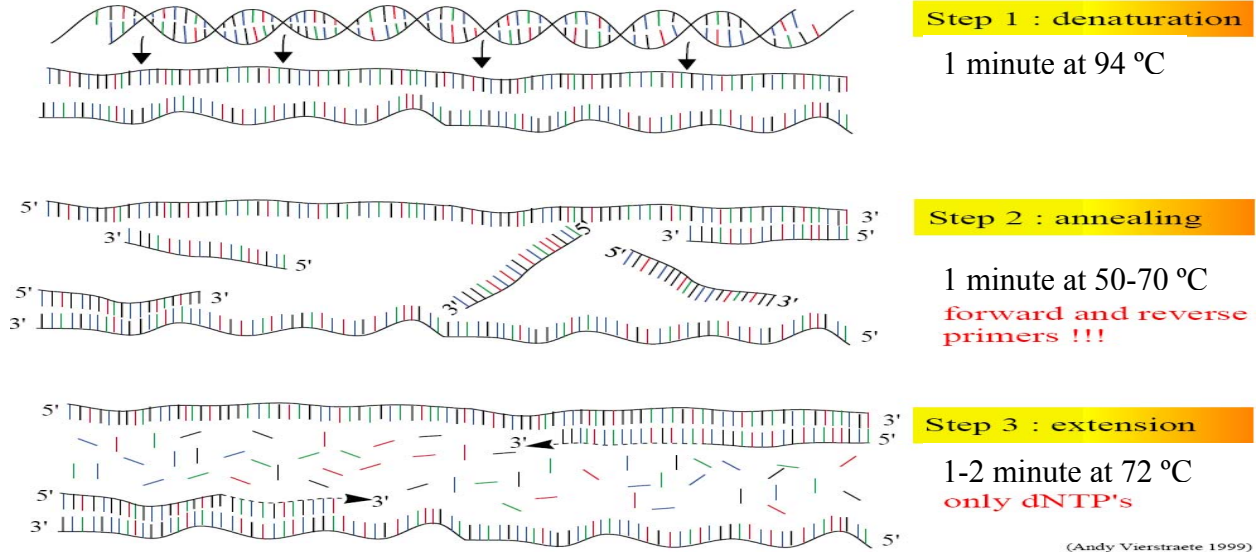 Step 1 : denaturation
1 minute at 94 ºC
5'
3'
Step 2 : annealing
3'
5'
3'
5'
5'
5'
3'
1 minute at 50-70 ºC
3'
3'
forward and reverse
primers !!!
5'
3'
5'
5'
3'
Step 3 : extension
3'
5'
1-2 minute at 72 ºC
5'
3'
only dNTP's
3'
5'
(Andy Vierstraete 1999)